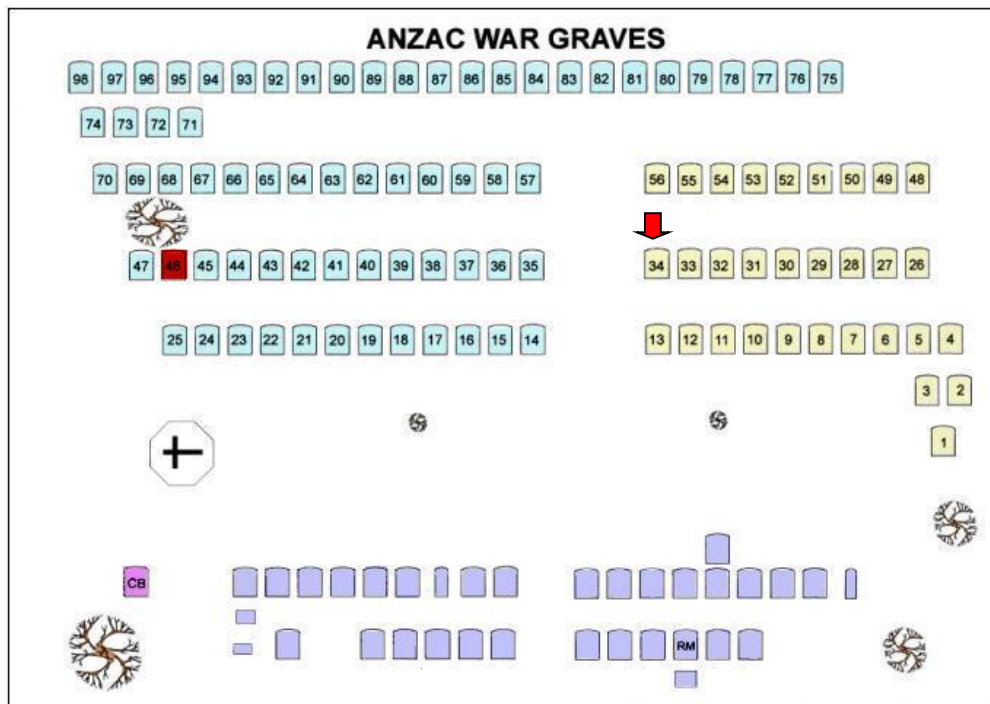 ANZAC WAR GRAVES
98 97 96 95 94 93 92 91 90 89 88 87 86 85 84 83 82 81 80 79 78 77 76 75
74 73 72 71
70 69 68 67 66 65 64 63 62 61 60 59 58 57 56 55 54 53 52 51 50 49 48
47 46 45 44 43 42 41 40 39 38 37 36 35 34 33 32 31 30 29 28 27 26
25 24 23 22 21 20 19 18 17 16 15 14 13 12 11 10 9 8 7 6 5 4
3 2
1
CB
RM